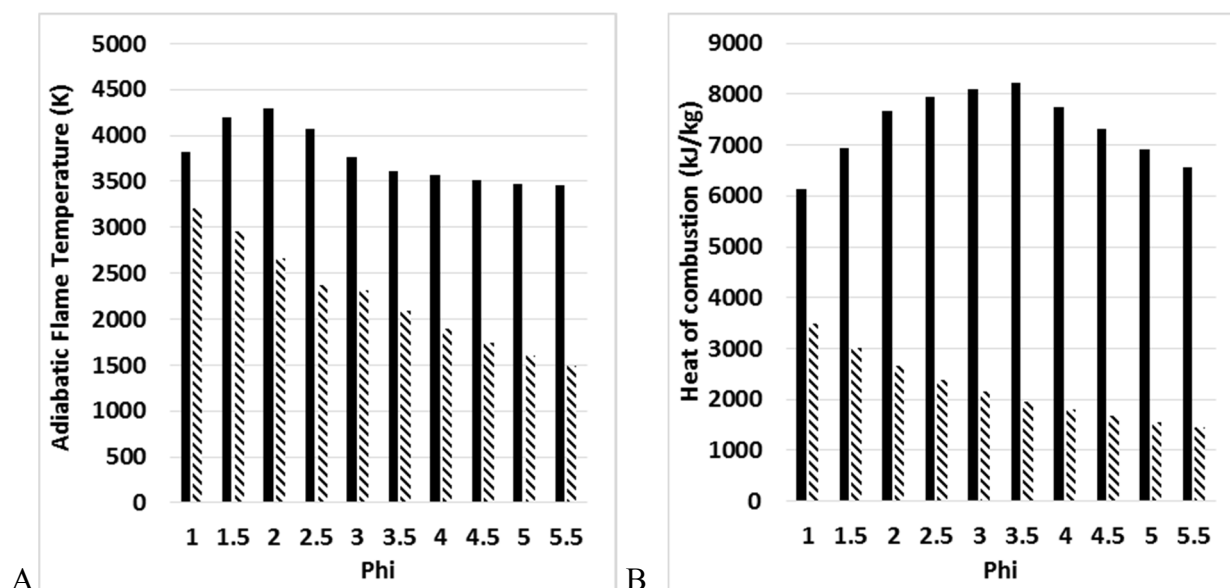 Adiabatic Flame Temperature (K)
5000
4500
4000
3500
3000
2500
2000
1500
1000
500
0
1 1.5 2 2.5 3 3.5 4 4.5 5 5.5
Phi
A
Heat of combustion (kJ/kg)
9000
8000
7000
6000
5000
4000
3000
2000
1000
0
1 1.5 2 2.5 3 3.5 4 4.5 5 5.5
Phi
B